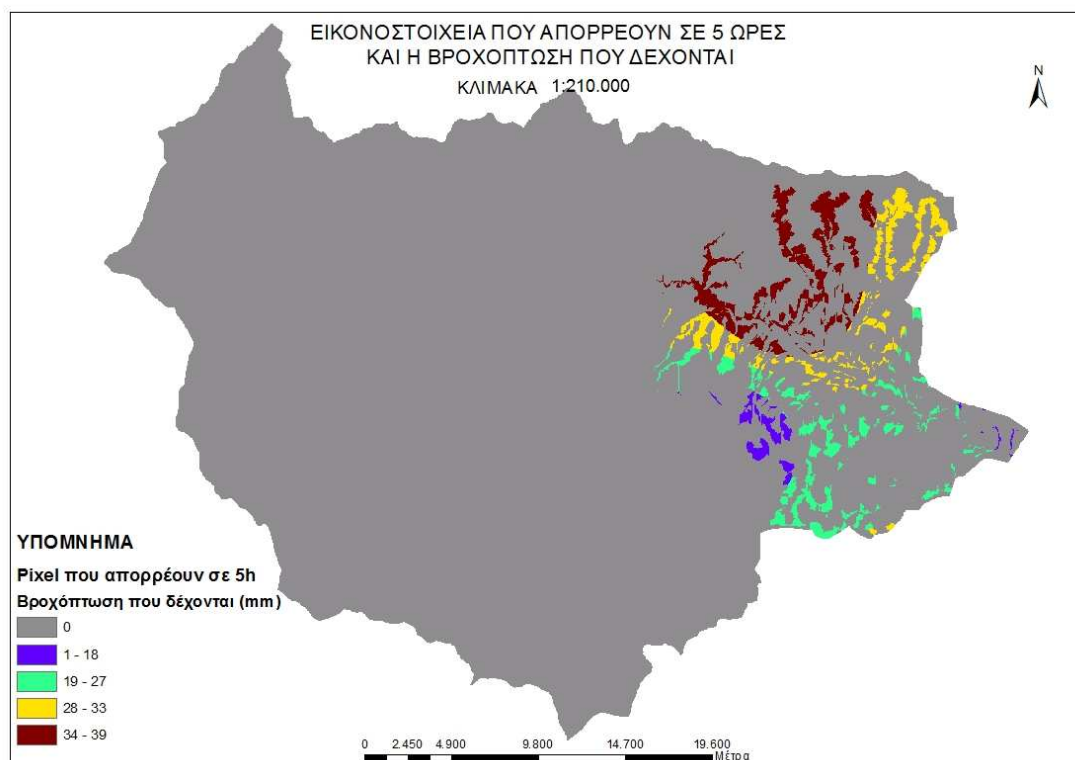 ΕΙΚΟΝΟΣΤΟΙΧΕΙΑ ΠΟΥ ΑΠΟΡΡΕΟΥΝ ΣΕ 5 ΩΡΕΣ
ΚΑΙ Η ΒΡΟΧΟΠΤΩΣΗ ΠΟΥ ΔΕΧΟΝΤΑΙ
ΚΛΙΜΑΚΑ 1:210.000
N
ΥΠΟΜΝΗΜΑ
Pixel που απορρέουν σε 5h
Βροχόπτωση που δέχονται (mm)
0
1 - 18
19 - 27
28 - 33
34 - 39
0 2.450 4.900 9.800 14.700 19.600
Μέτρα